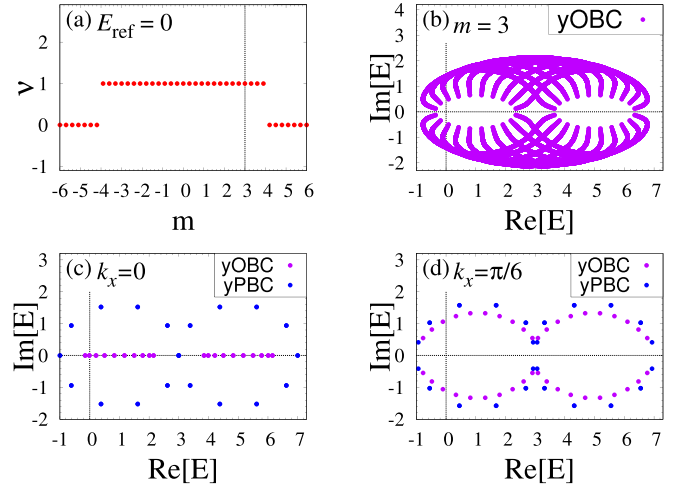 (a) E_ref = 0
ν
2
1
0
-1
-6 -5 -4 -3 -2 -1 0 1 2 3 4 5 6
m
(b) m = 3 yOBC
Im[E]
4
3
2
1
0
-1
-2
-1 0 1 2 3 4 5 6 7
Re[E]
(c) k_x=0 yOBC
yPBC
Im[E]
3
2
1
0
-1
-2
-1 0 1 2 3 4 5 6 7
Re[E]
(d) k_x=π/6 yOBC
yPBC
Im[E]
3
2
1
0
-1
-2
-1 0 1 2 3 4 5 6 7
Re[E]